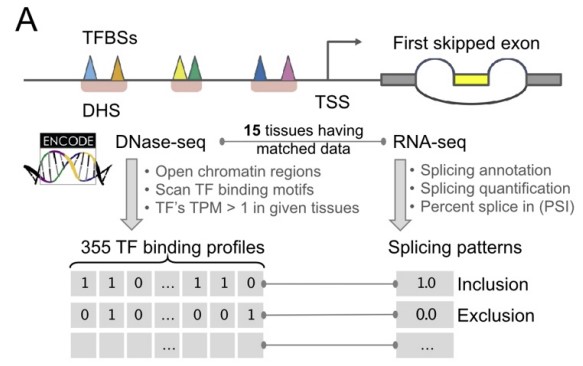 A
TFBSs
First skipped exon
DHS
TSS
ENCODE
DNase-seq
15 tissues having
matched data
RNA-seq
• Open chromatin regions
• Scan TF binding motifs
• TF’s TPM > 1 in given tissues
• Splicing annotation
• Splicing quantification
• Percent splice in (PSI)
355 TF binding profiles
Splicing patterns
1 1 0 ... 1 1 0
1.0
Inclusion
0 1 0 ... 0 0 1
0.0
Exclusion
...
...